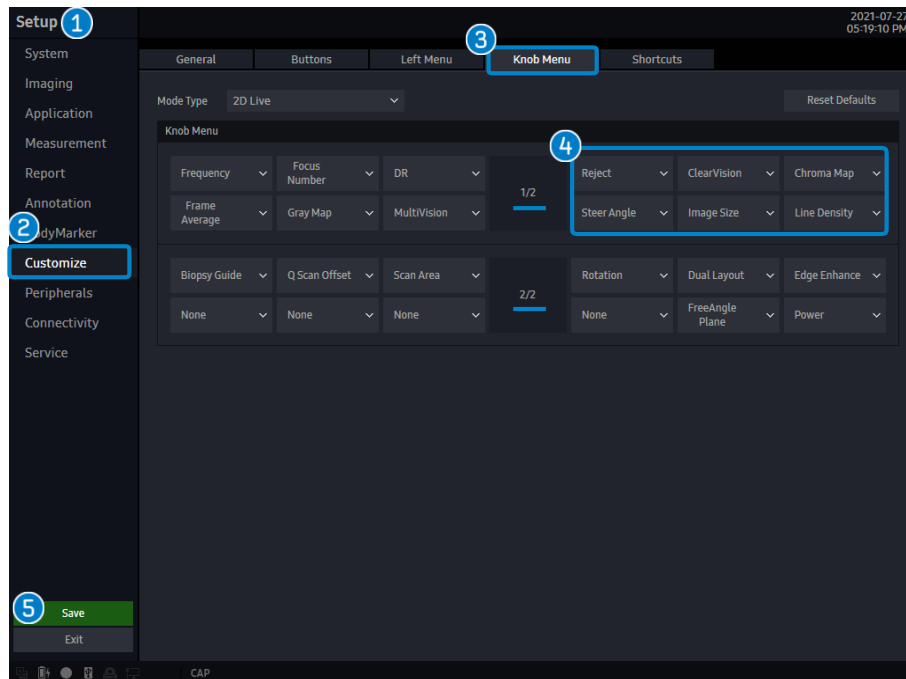 Setup 1
2021-07-27
05:19:10 PM
System
Imaging
Application
Measurement
Report
Annotation
2 dyMarker
Customize
Peripherals
Connectivity
Service
3
General Buttons Left Menu Knob Menu Shortcuts
Mode Type 2D Live Reset Defaults
Knob Menu
4
Frequency Focus Number DR 1/2 Reject ClearVision Chroma Map
Frame Average Gray Map MultiVision Steer Angle Image Size Line Density
Biopsy Guide Q Scan Offset Scan Area 2/2 Rotation Dual Layout Edge Enhance
None None None None FreeAngle Plane Power
5 Save
Exit
CAP